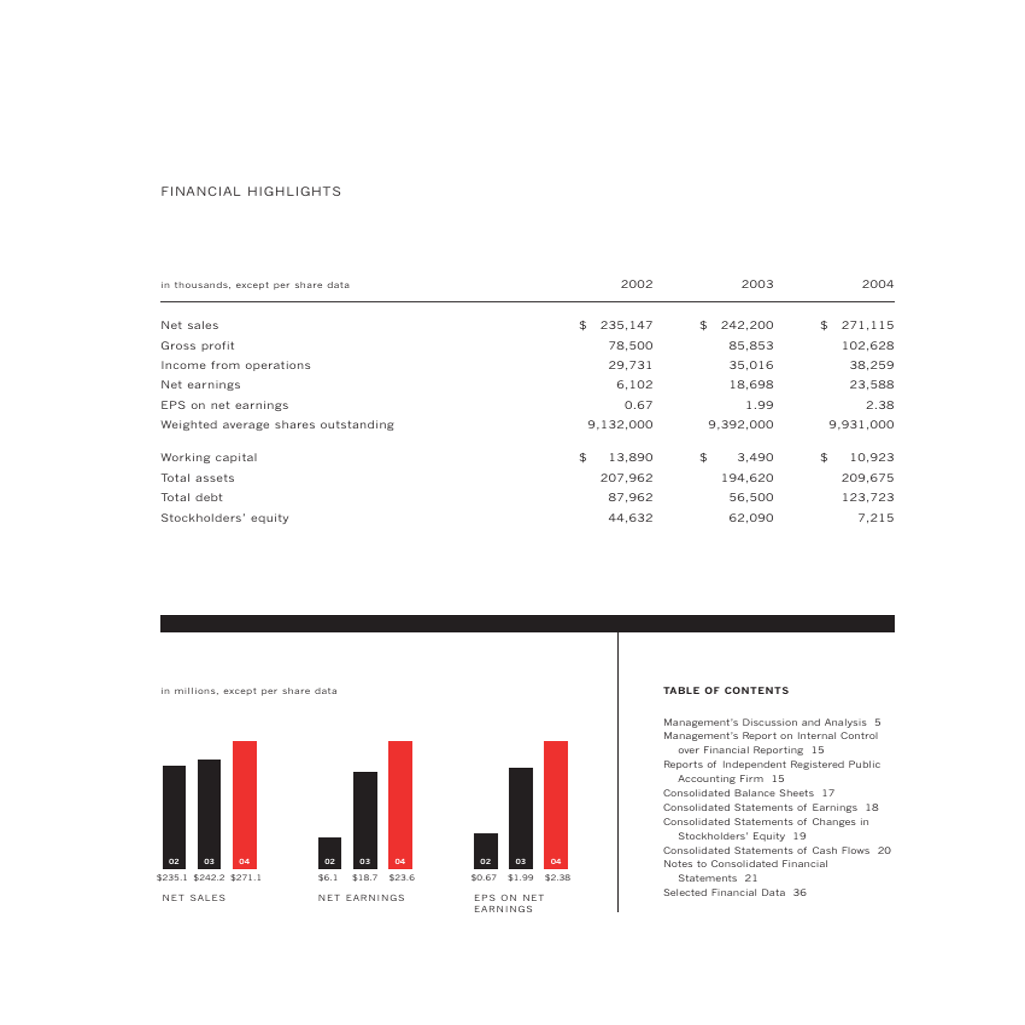 FINANCIAL HIGHLIGHTS
in thousands, except per share data 2002 2003 2004
Net sales $ 235,147 $ 242,200 $ 271,115
Gross profit 78,500 85,853 102,628
Income from operations 29,731 35,016 38,259
Net earnings 6,102 18,698 23,588
EPS on net earnings 0.67 1.99 2.38
Weighted average shares outstanding 9,132,000 9,392,000 9,931,000
Working capital $ 13,890 $ 3,490 $ 10,923
Total assets 207,962 194,620 209,675
Total debt 87,962 56,500 123,723
Stockholders' equity 44,632 62,090 7,215
in millions, except per share data
02 03 04
$235.1 $242.2 $271.1
NET SALES
02 03 04
$6.1 $18.7 $23.6
NET EARNINGS
02 03 04
$0.67 $1.99 $2.38
EPS ON NET
EARNINGS
TABLE OF CONTENTS
Management's Discussion and Analysis 5
Management's Report on Internal Control
over Financial Reporting 15
Reports of Independent Registered Public
Accounting Firm 15
Consolidated Balance Sheets 17
Consolidated Statements of Earnings 18
Consolidated Statements of Changes in
Stockholders' Equity 19
Consolidated Statements of Cash Flows 20
Notes to Consolidated Financial
Statements 21
Selected Financial Data 36